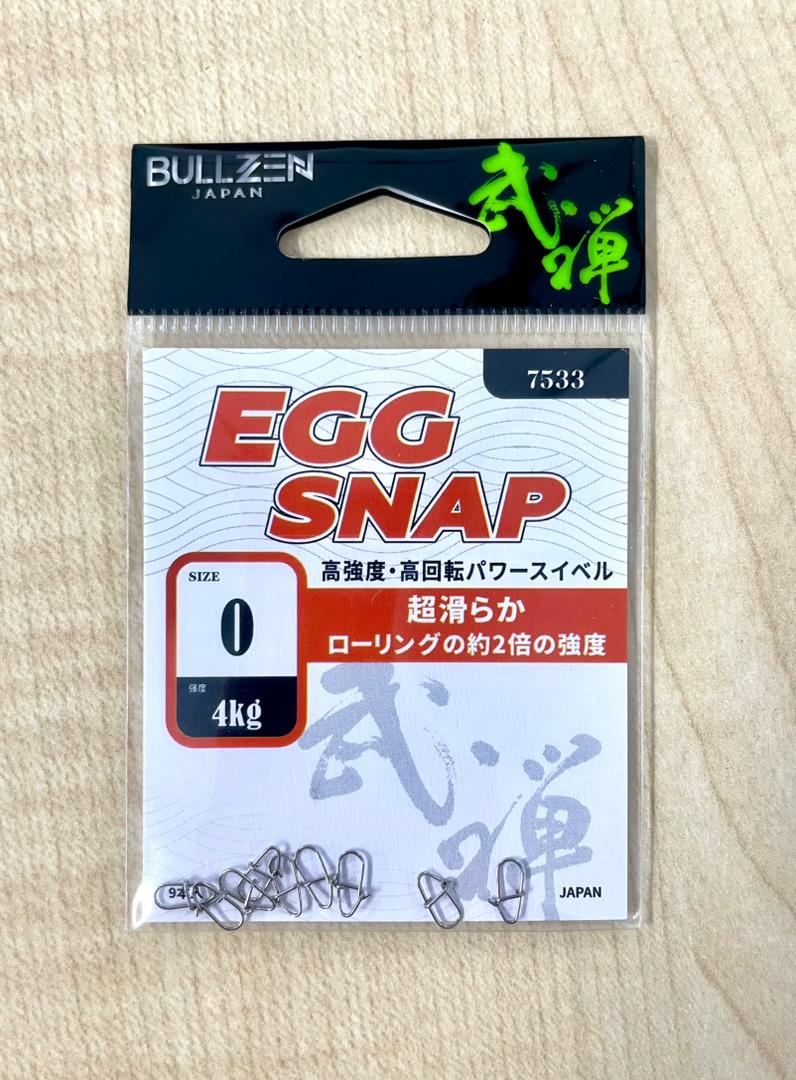 BULLZEN
JAPAN
武禅
7533
EGG
SNAP
高強度・高回転パワースイベル
超滑らか
ローリングの約2倍の強度
SIZE
0
强度
4kg
武禅
JAPAN